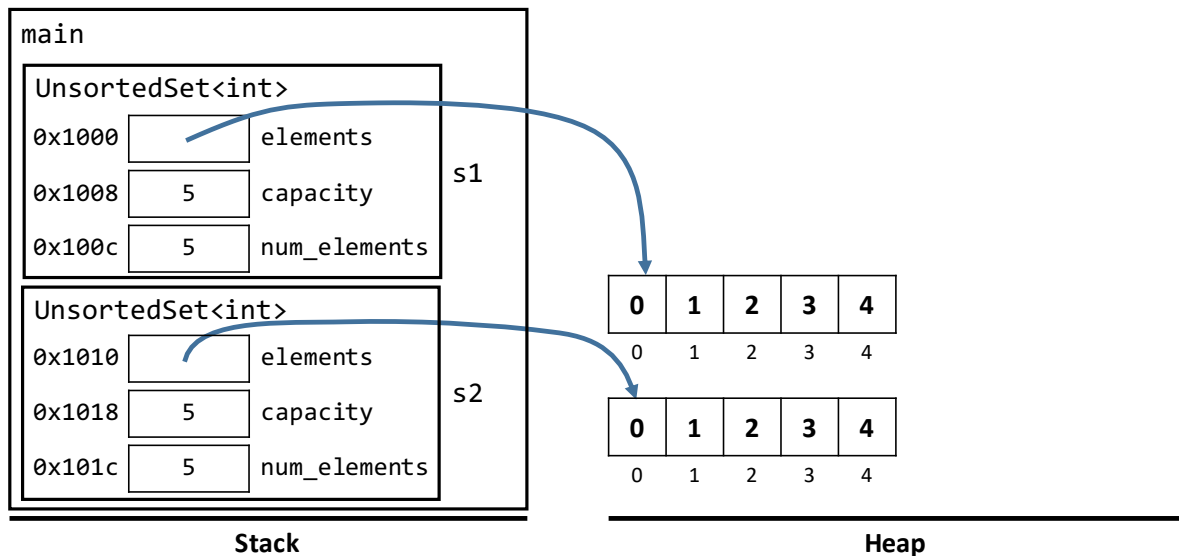 main
UnsortedSet<int>
0x1000 elements
0x1008 5 capacity
s1
0x100c 5 num_elements
UnsortedSet<int>
0x1010 elements
0x1018 5 capacity
s2
0x101c 5 num_elements
0 1 2 3 4
0 1 2 3 4
0 1 2 3 4
0 1 2 3 4
Stack
Heap